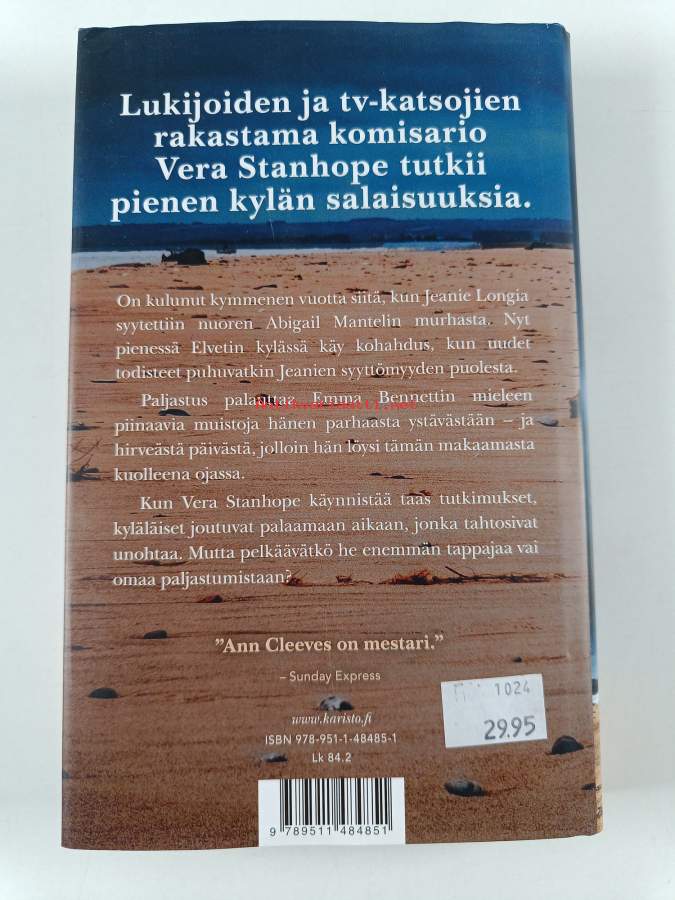 Lukijoiden ja tv-katsojien
rakastama komisario
Vera Stanhope tutkii
pienen kylän salaisuuksia.
On kulunut kymmenen vuotta siitä, kun Jeanie Longia
syytettiin nuoren Abigail Mantelin murhasta. Nyt
pienessä Elvetin kylässä käy kohahdus, kun uudet
todisteet puhuvatkin Jeanien syyttömyyden puolesta.
Paljastus palauttaa Emma Bennettin mieleen
piinaavia muistoja hänen parhaasta ystävästään – ja
hirveästä päivästä, jolloin hän löysi tämän makaamasta
kuolleena ojassa.
Kun Vera Stanhope käynnistää taas tutkimukset,
kyläläiset joutuvat palaamaan aikaan, jonka tahtosivat
unohtaa. Mutta pelkäävätkö he enemmän tappajaa vai
omaa paljastumistaan?
”Ann Cleeves on mestari.”
– Sunday Express
1024
29.95
www.karisto.fi
ISBN 978-951-1-48485-1
Lk 84.2
9 789511 484851